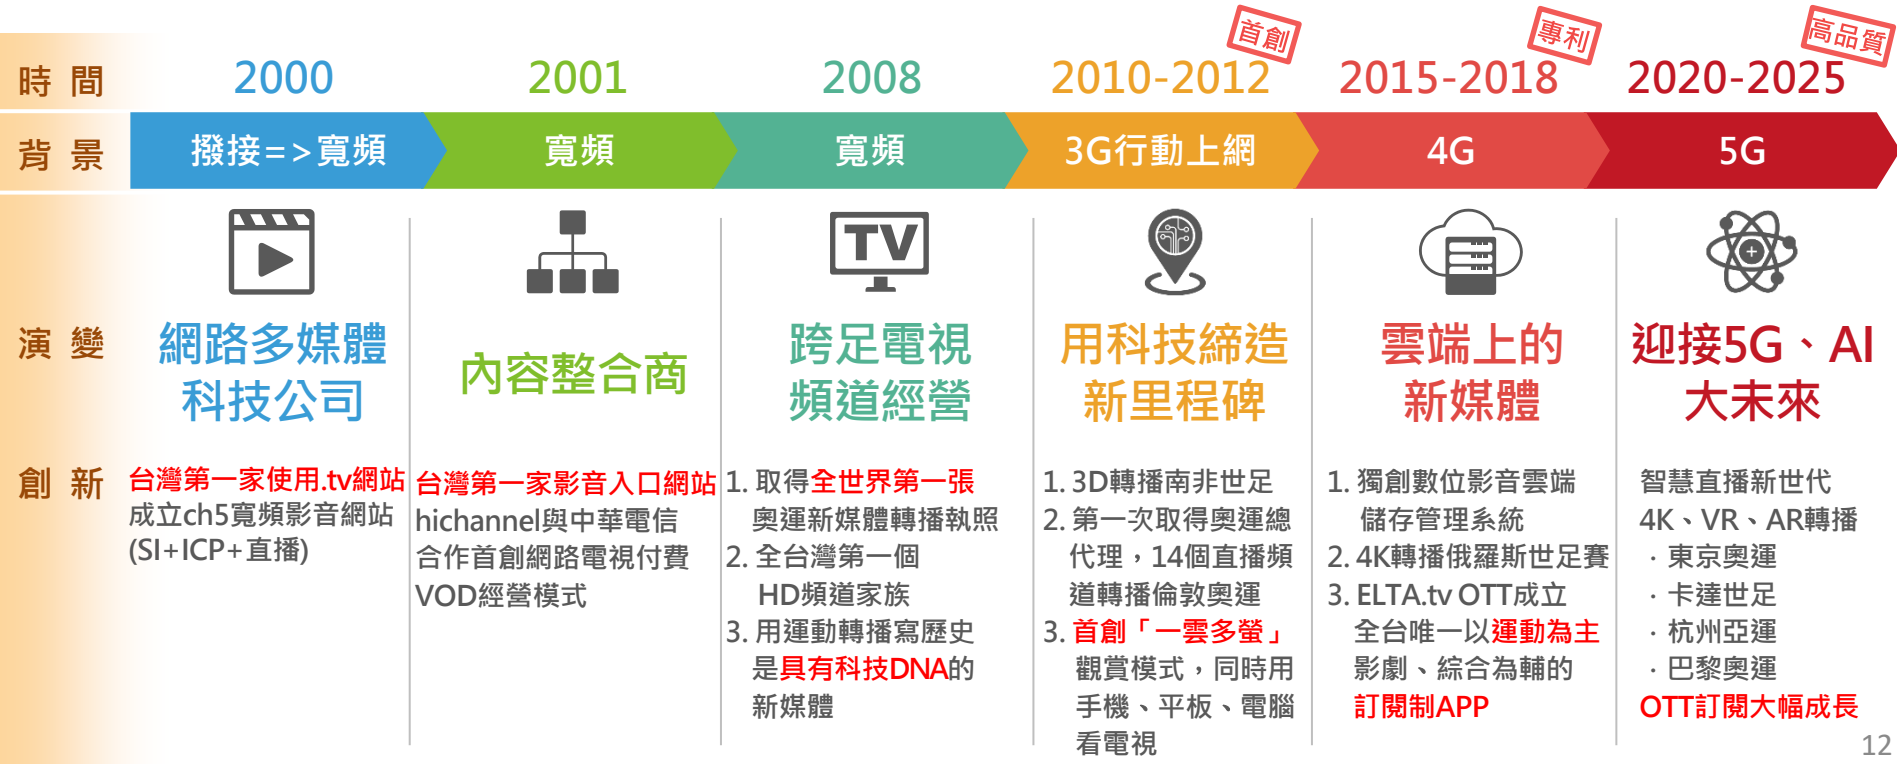 首創
專利
高品質
時 間
2000
2001
2008
2010-2012
2015-2018
2020-2025
背 景
撥接=>寬頻
寬頻
寬頻
3G行動上網
4G
5G
TV
演 變
網路多媒體
科技公司
內容整合商
跨足電視
頻道經營
用科技締造
新里程碑
雲端上的
新媒體
迎接5G、AI
大未來
創 新
台灣第一家使用.tv網站
成立ch5寬頻影音網站
(SI+ICP+直播)
台灣第一家影音入口網站
hichannel與中華電信
合作首創網路電視付費
VOD經營模式
1. 取得全世界第一張
奧運新媒體轉播執照
2. 全台灣第一個
HD頻道家族
3. 用運動轉播寫歷史
是具有科技DNA的
新媒體
1. 3D轉播南非世足
2. 第一次取得奧運總
代理，14個直播頻
道轉播倫敦奧運
3. 首創「一雲多螢」
觀賞模式，同時用
手機、平板、電腦
看電視
1. 獨創數位影音雲端
儲存管理系統
2. 4K轉播俄羅斯世足賽
3. ELTA.tv OTT成立
全台唯一以運動為主
影劇、綜合為輔的
訂閱制APP
智慧直播新世代
4K、VR、AR轉播
．東京奧運
．卡達世足
．杭州亞運
．巴黎奧運
OTT訂閱大幅成長
12